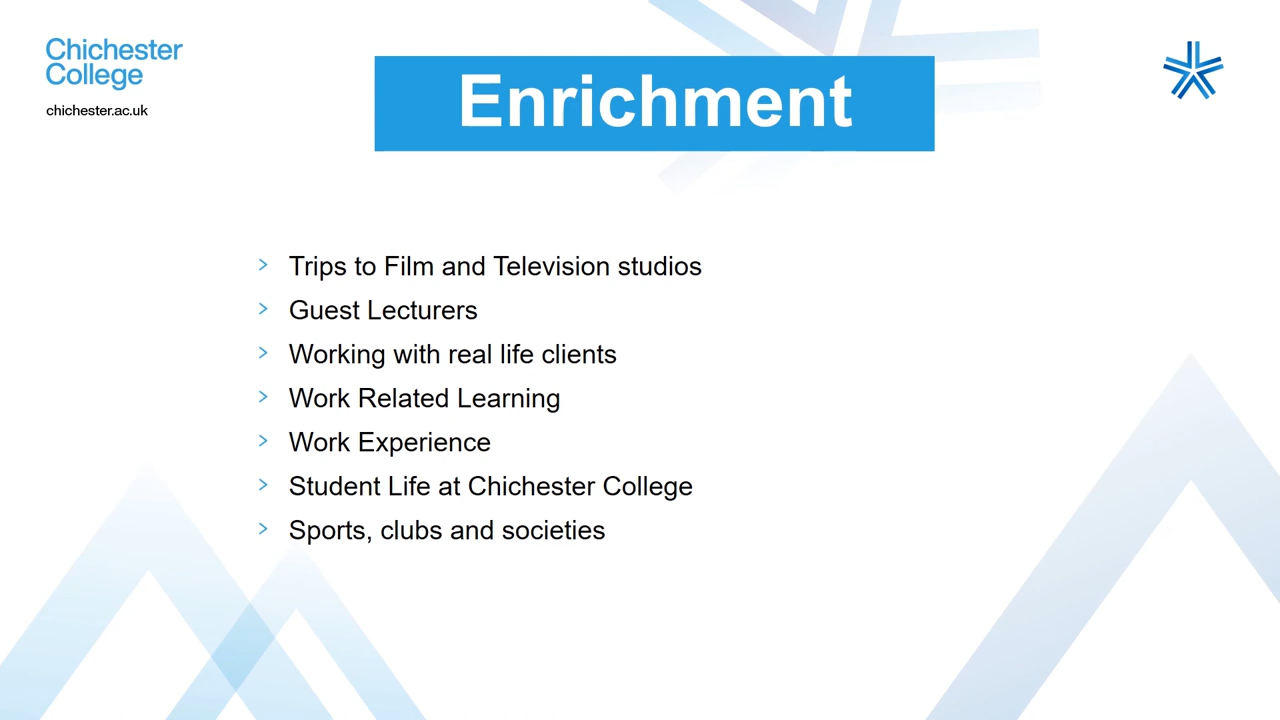 Chichester
College
chichester.ac.uk
Enrichment
Trips to Film and Television studios
Guest Lecturers
Working with real life clients
Work Related Learning
Work Experience
Student Life at Chichester College
Sports, clubs and societies